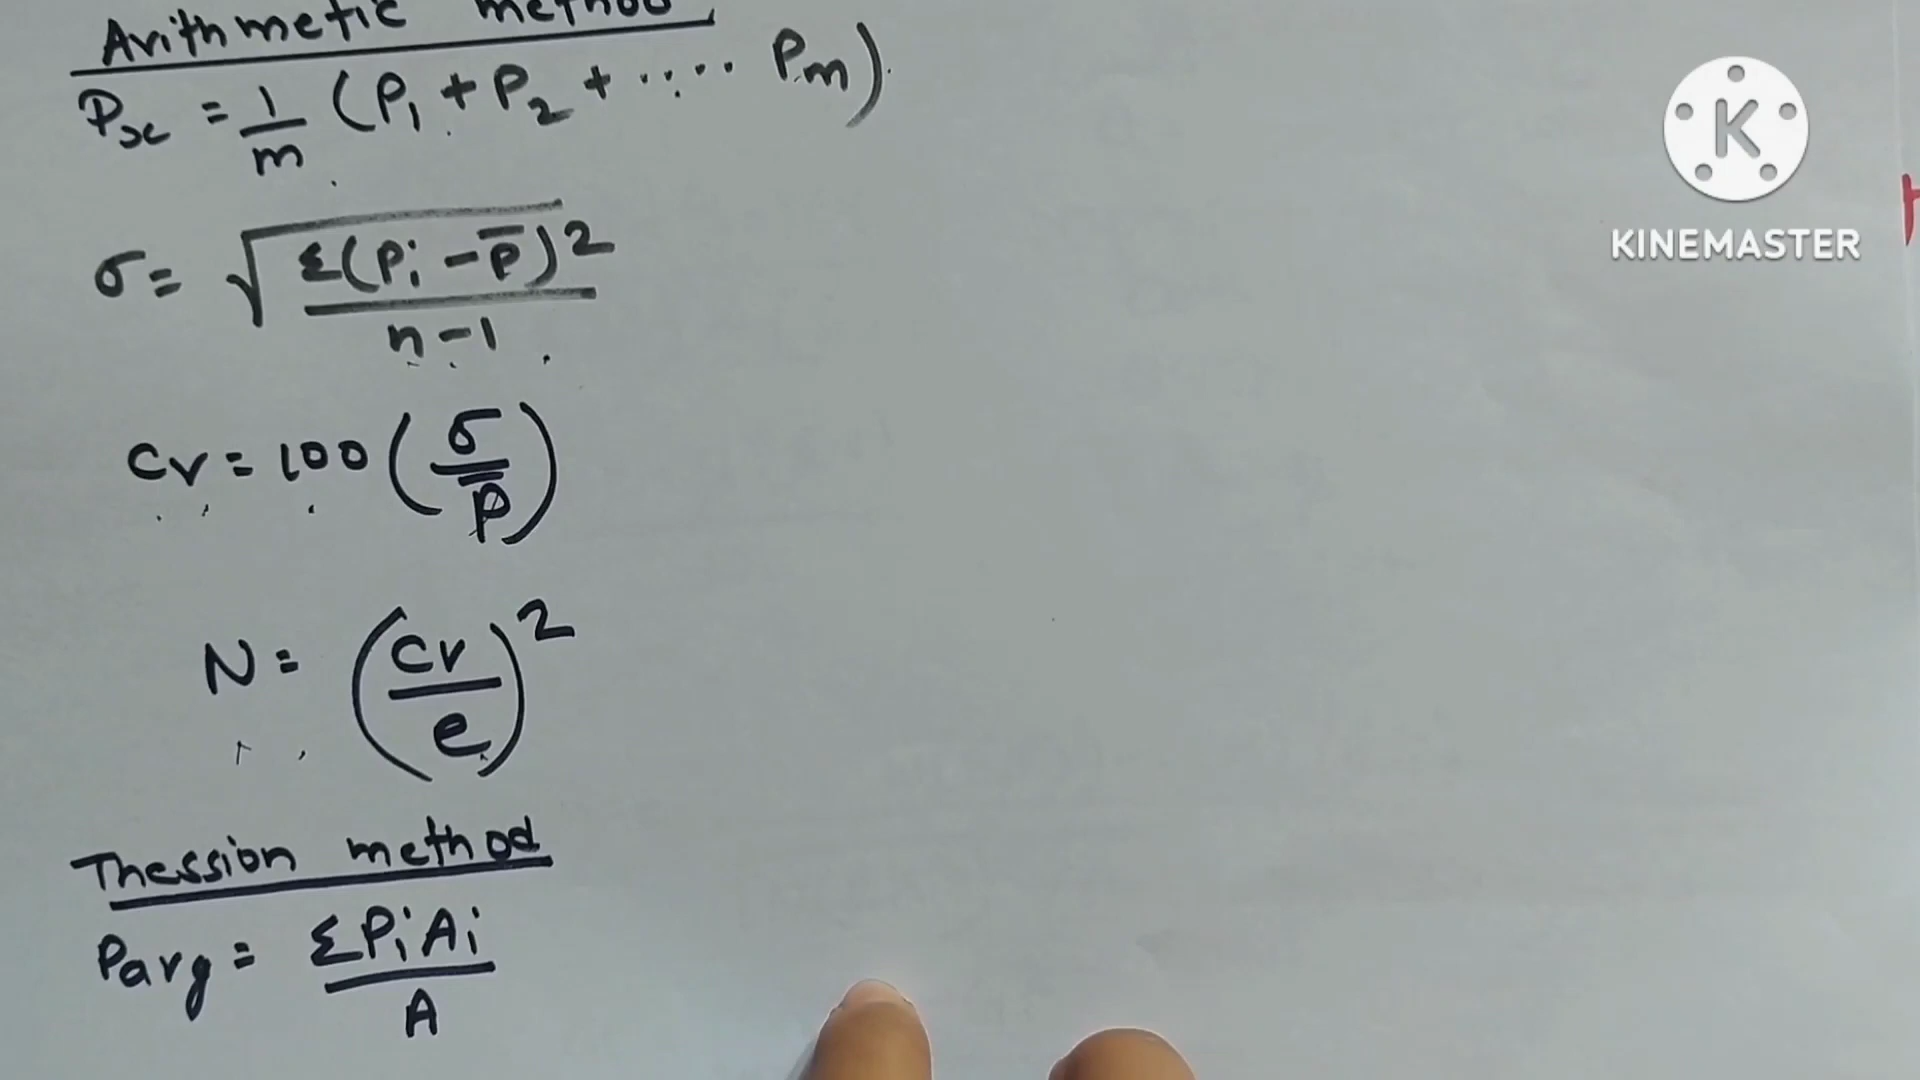 Arithmetic method
Px = 1/m (P1 + P2 + ..... Pm)
σ = √(Σ(Pi - P̅)2 / n-1)
Cv = 100 (σ / P̅)
N = (Cv / e)2
Thession method
Pavg = ΣPiAi / A
K
KINEMASTER